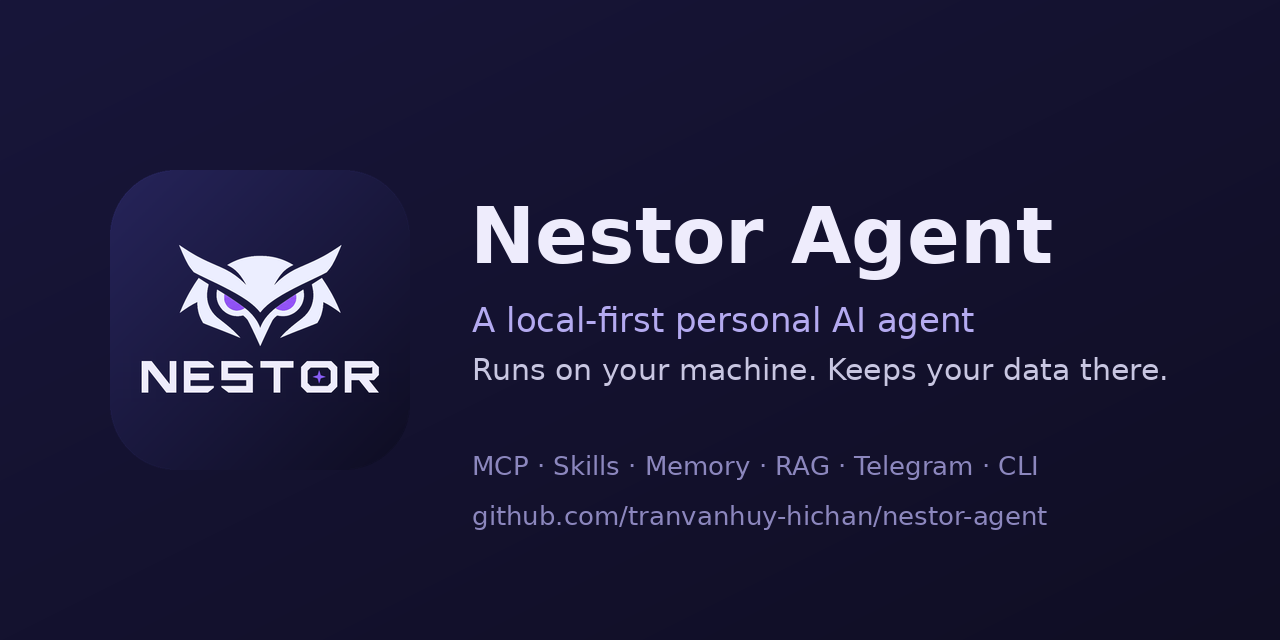 NESTOR
Nestor Agent
A local-first personal AI agent
Runs on your machine. Keeps your data there.
MCP · Skills · Memory · RAG · Telegram · CLI
github.com/tranvanhuy-hichan/nestor-agent